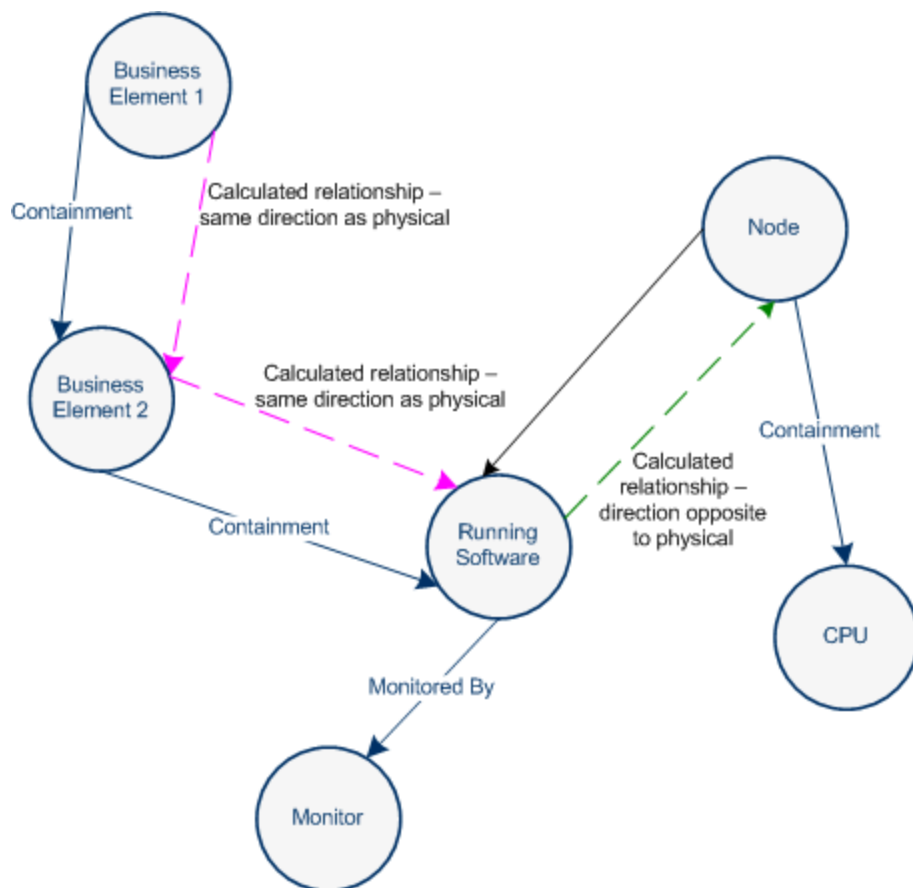 Business
Element 1
Calculated relationship –
same direction as physical
Containment
Node
Business
Element 2
Calculated relationship –
same direction as physical
Containment
Calculated
relationship –
direction opposite
to physical
Containment
Running
Software
CPU
Monitored By
Monitor